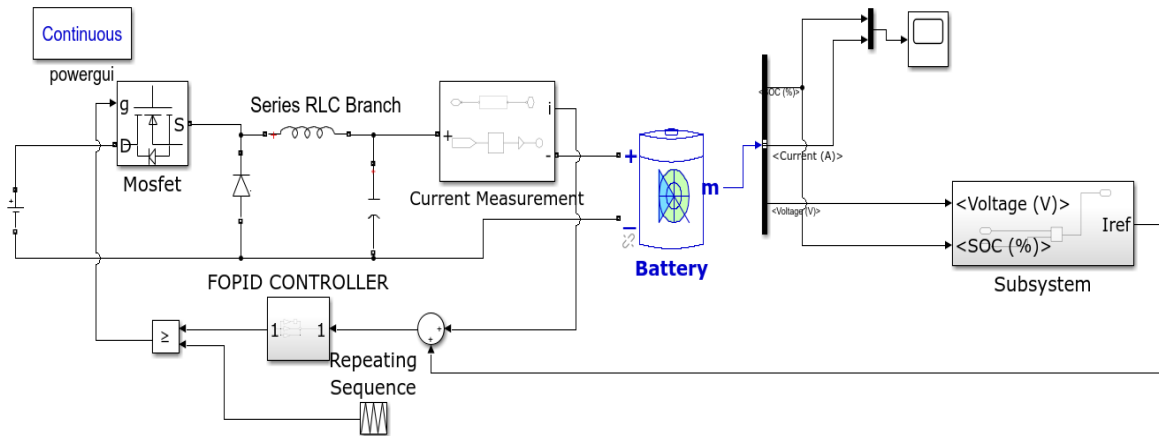 Continuous
powergui
g
D
S
Mosfet
Series RLC Branch
+
i
-
Current Measurement
+
m
Battery
<SOC (%)>
<Current (A)>
<Voltage (V)>
<Voltage (V)>
<SOC (%)>
Iref
Subsystem
FOPID CONTROLLER
1 1
≥
+
+
Repeating
Sequence